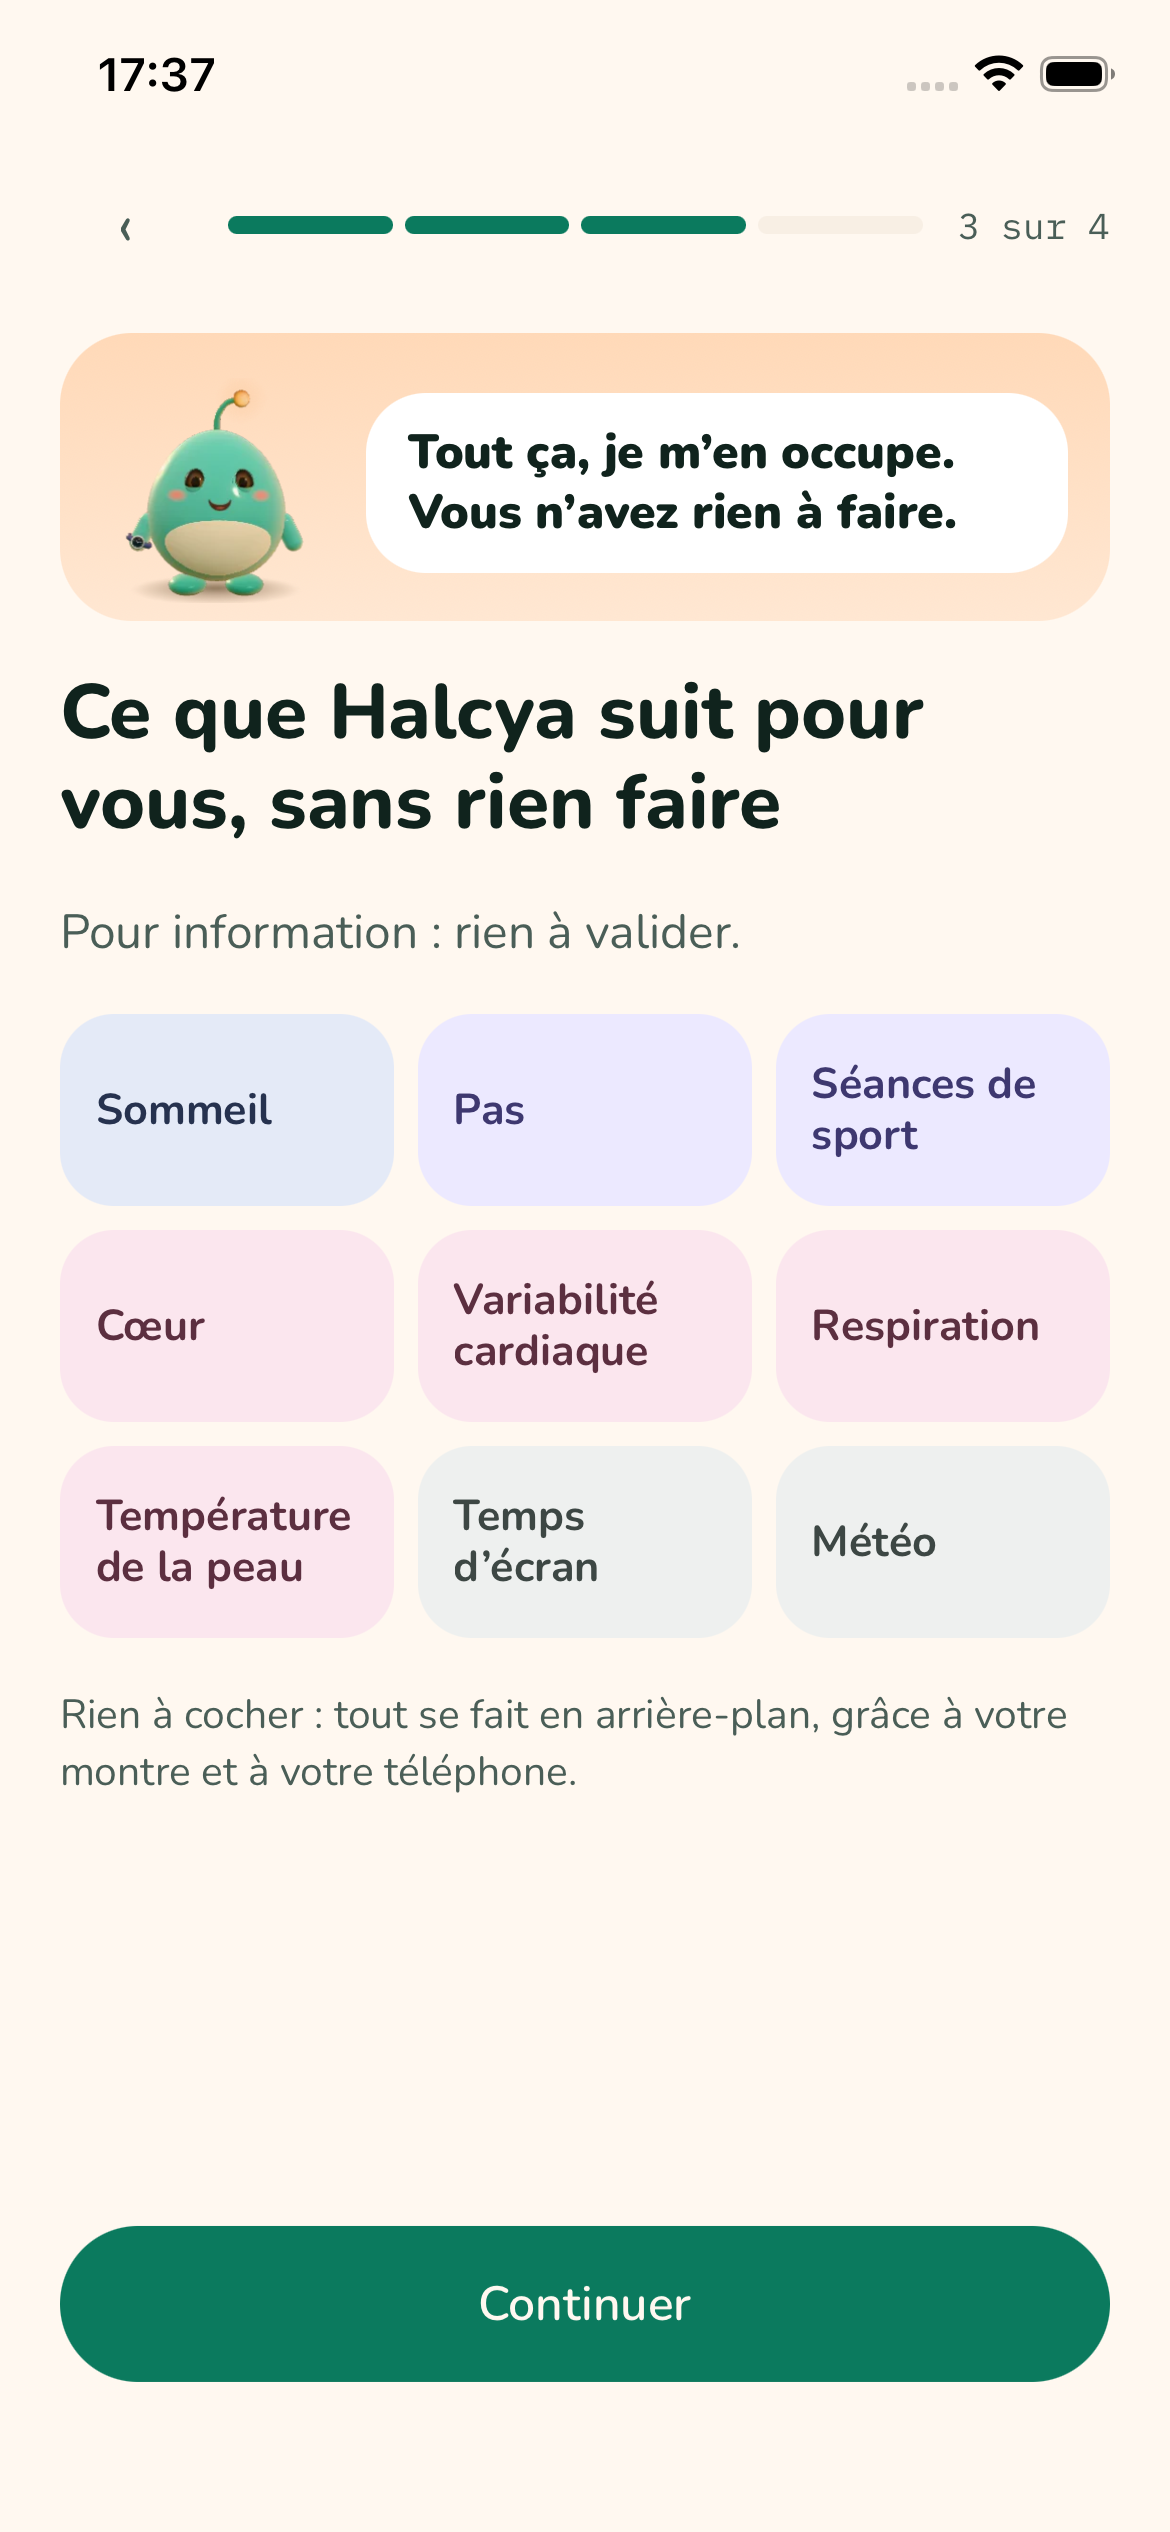 17:37
3 sur 4
Tout ça, je m’en occupe.
Vous n’avez rien à faire.
Ce que Halcya suit pour
vous, sans rien faire
Pour information : rien à valider.
Sommeil
Pas
Séances de
sport
Cœur
Variabilité
cardiaque
Respiration
Température
de la peau
Temps
d’écran
Météo
Rien à cocher : tout se fait en arrière-plan, grâce à votre
montre et à votre téléphone.
Continuer